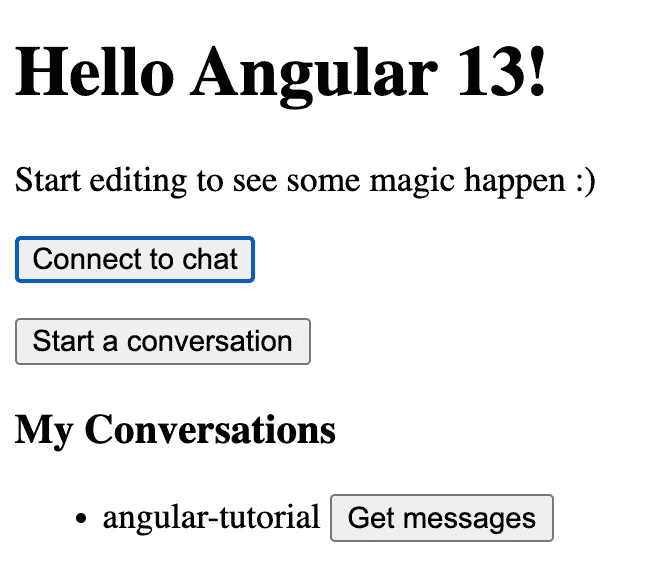 Hello Angular 13!
Start editing to see some magic happen :)
Connect to chat
Start a conversation
My Conversations
• angular-tutorial Get messages